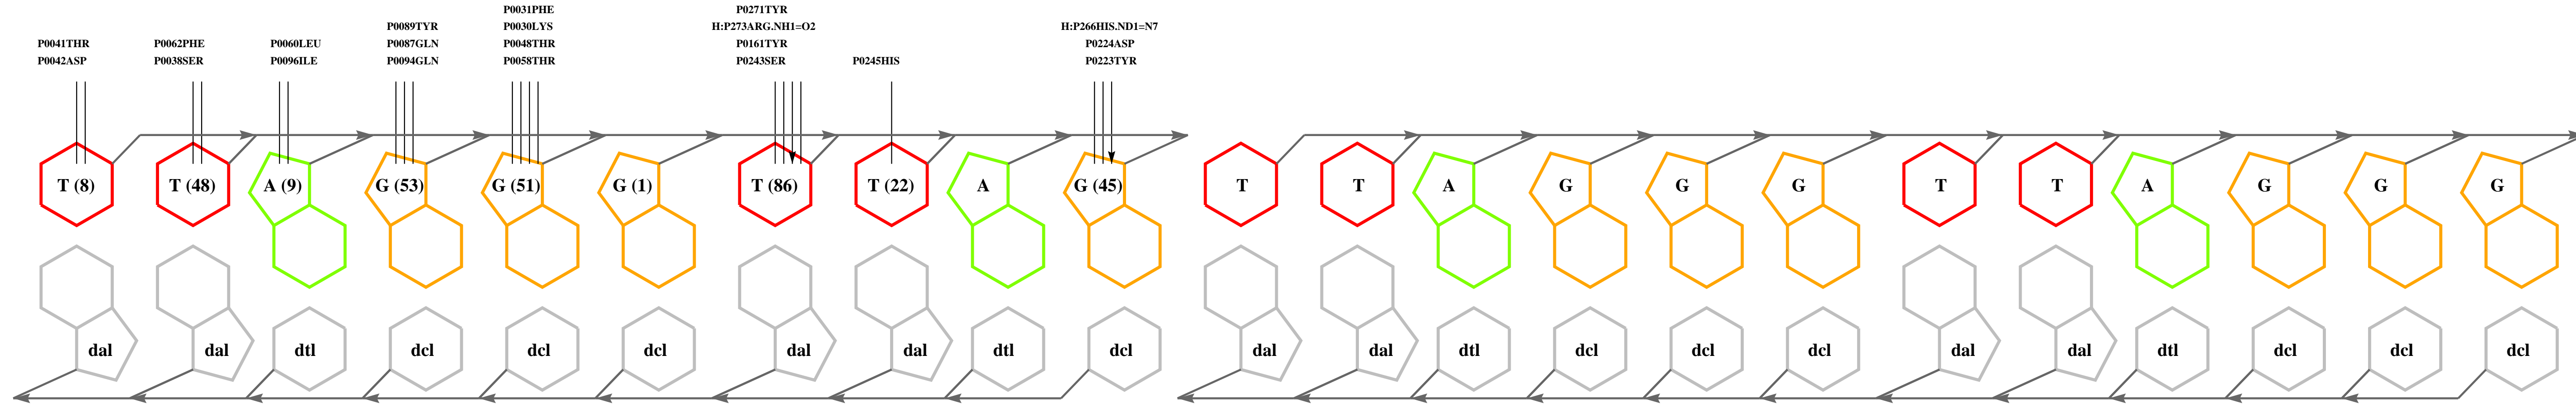 P0031PHE
P0271TYR
P0089TYR
P0030LYS
H:P273ARG.NH1=O2
H:P266HIS.ND1=N7
P0041THR
P0062PHE
P0060LEU
P0087GLN
P0048THR
P0161TYR
P0224ASP
P0042ASP
P0038SER
P0096ILE
P0094GLN
P0058THR
P0243SER
P0245HIS
P0223TYR
T (8) T (48) A (9) G (53) G (51) G (1) T (86) T (22) A G (45) T T A G G G T T A G G G
dal dal dtl dcl dcl dcl dal dal dtl dcl dal dal dtl dcl dcl dcl dal dal dtl dcl dcl dcl